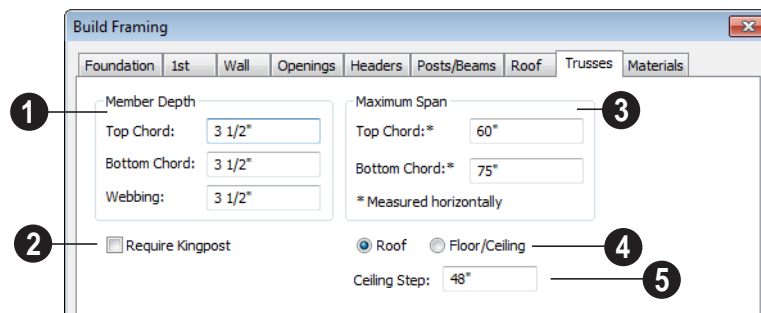 Build Framing
Foundation 1st Wall Openings Headers Posts/Beams Roof Trusses Materials
1 Member Depth Maximum Span 3
Top Chord: 3 1/2" Top Chord:* 60"
Bottom Chord: 3 1/2" Bottom Chord:* 75"
Webbing: 3 1/2" * Measured horizontally
2 Require Kingpost Roof Floor/Ceiling 4
Ceiling Step: 48" 5